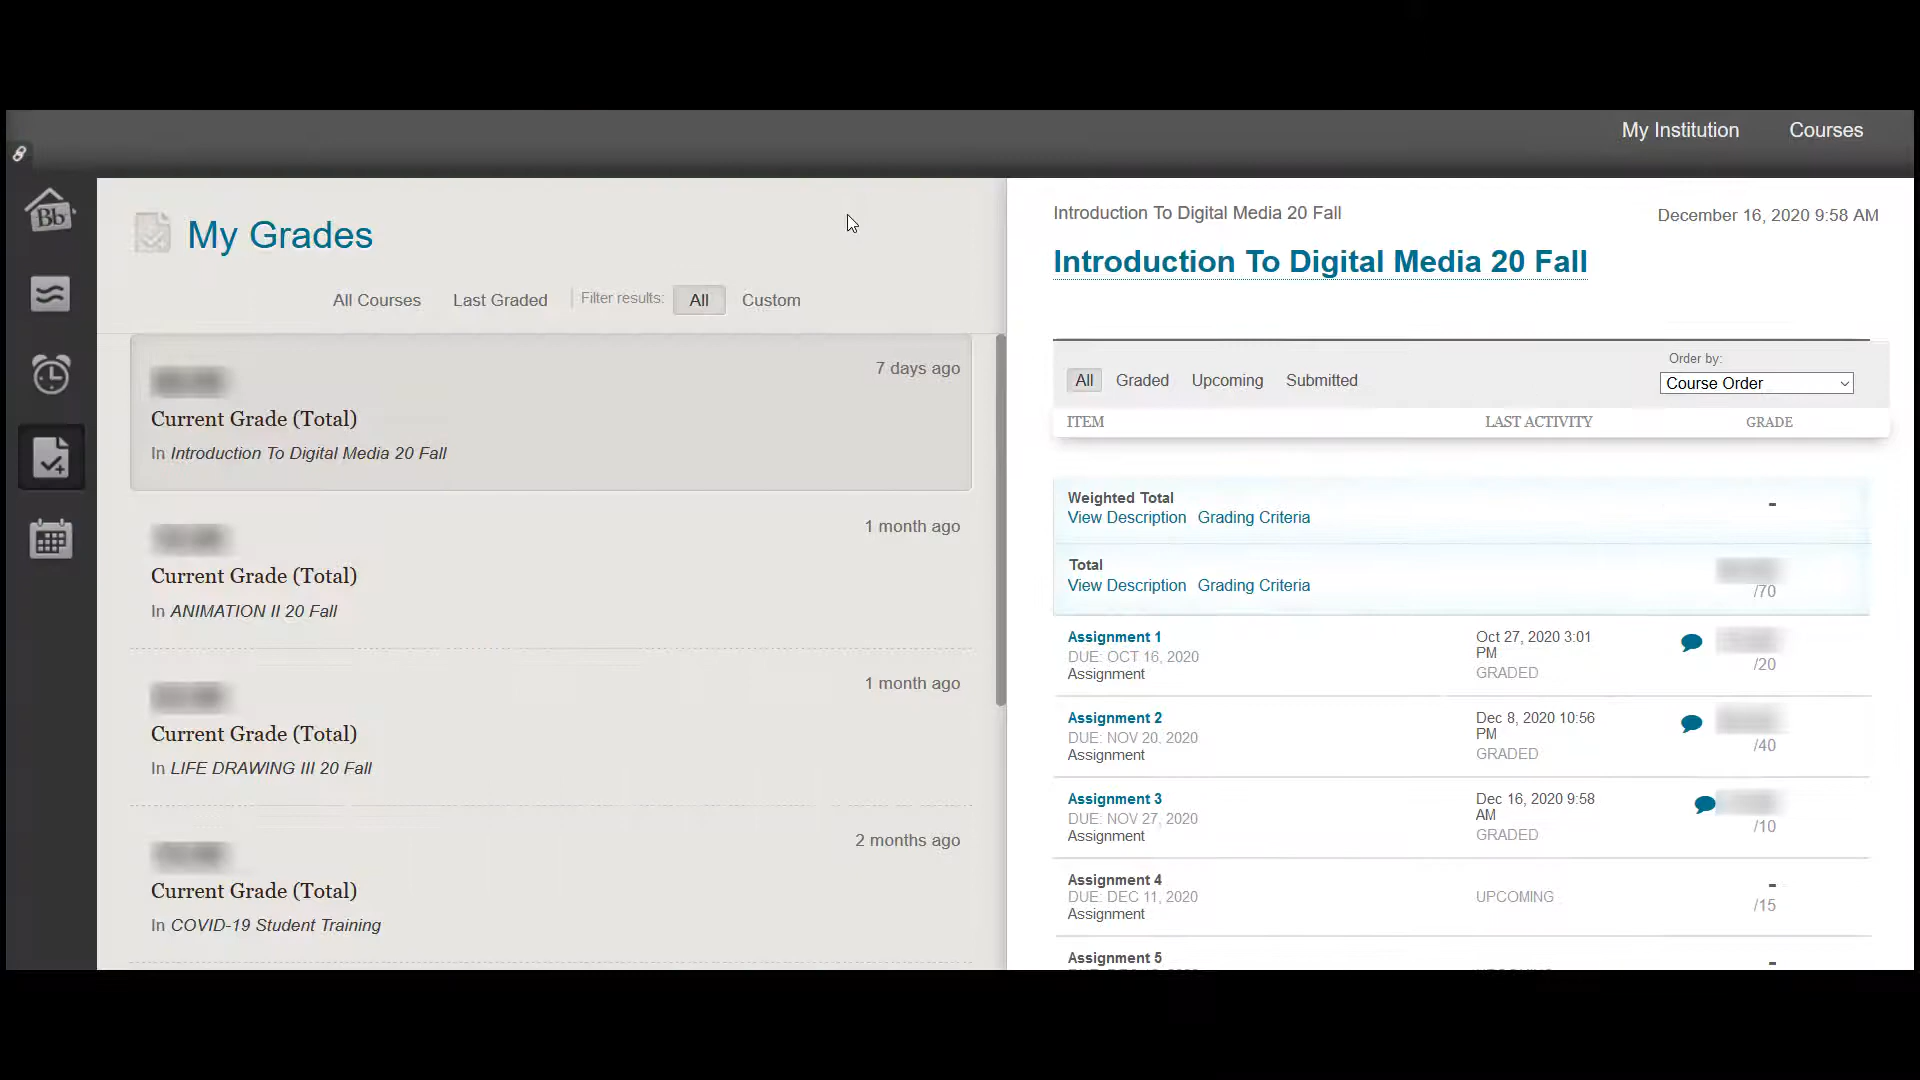 My Institution Courses
Bb
My Grades
All Courses Last Graded Filter results: All Custom
7 days ago
Current Grade (Total)
In Introduction To Digital Media 20 Fall
1 month ago
Current Grade (Total)
In ANIMATION II 20 Fall
1 month ago
Current Grade (Total)
In LIFE DRAWING III 20 Fall
2 months ago
Current Grade (Total)
In COVID-19 Student Training
Introduction To Digital Media 20 Fall
December 16, 2020 9:58 AM
Introduction To Digital Media 20 Fall
Order by:
All Graded Upcoming Submitted Course Order
ITEM LAST ACTIVITY GRADE
Weighted Total
-
View Description Grading Criteria
Total
View Description Grading Criteria
/70
Assignment 1
DUE: OCT 16, 2020
Assignment
Oct 27, 2020 3:01
PM
GRADED
/20
Assignment 2
DUE: NOV 20, 2020
Assignment
Dec 8, 2020 10:56
PM
GRADED
/40
Assignment 3
DUE: NOV 27, 2020
Assignment
Dec 16, 2020 9:58
AM
GRADED
/10
Assignment 4
DUE: DEC 11, 2020
Assignment
UPCOMING
-
/15
Assignment 5
-